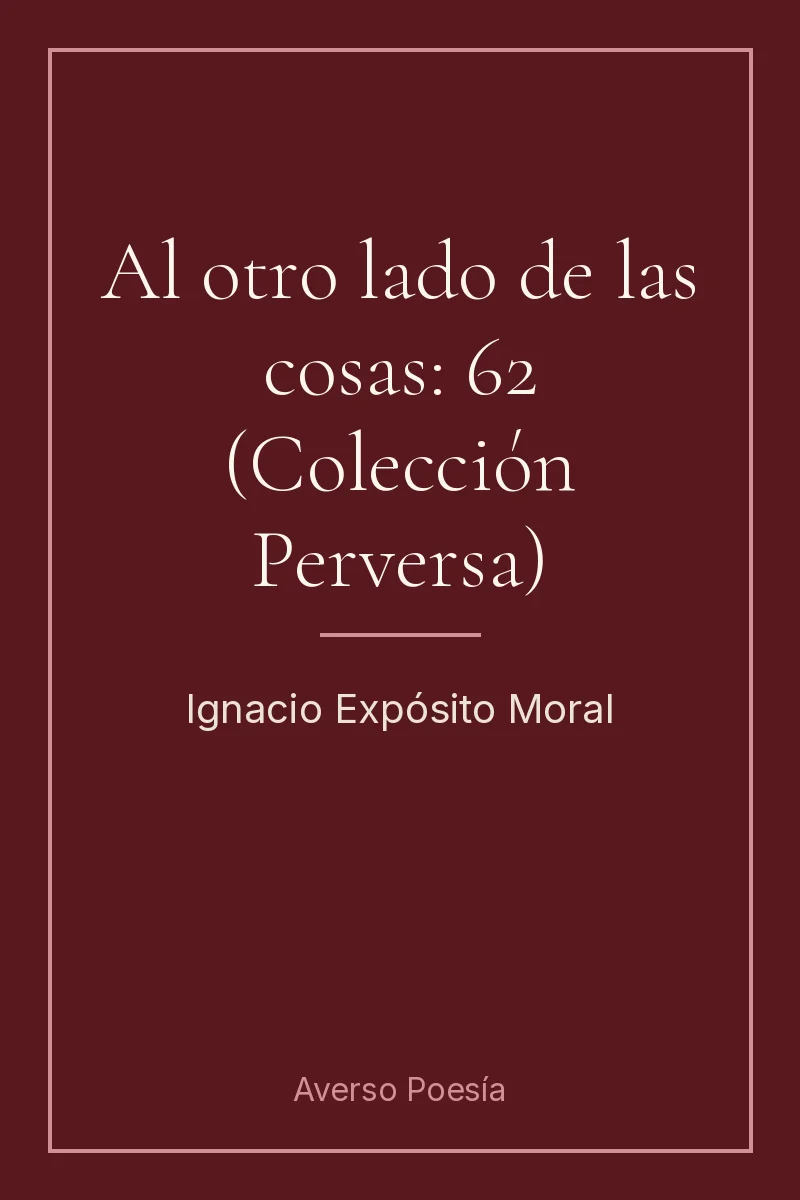 Al otro lado de las
cosas: 62
(Colección
Perversa)
Ignacio Expósito Moral
Averso Poesía